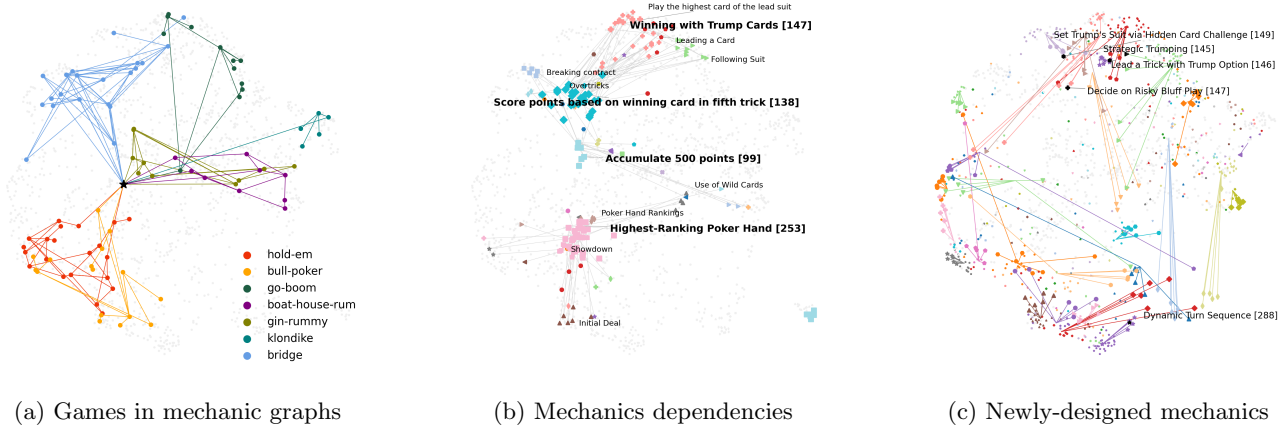 hold-em
bull-poker
go-boom
boat-house-rum
gin-rummy
klondike
bridge
(a) Games in mechanic graphs
Play the highest card of the lead suit
Winning with Trump Cards [147]
Leading a Card
Following Suit
Breaking contract
Overtricks
Score points based on winning card in fifth trick [138]
Accumulate 500 points [99]
Use of Wild Cards
Poker Hand Rankings
Highest-Ranking Poker Hand [253]
Showdown
Initial Deal
(b) Mechanics dependencies
Set Trump's Suit via Hidden Card Challenge [149]
Strategic Trumping [145]
Lead a Trick with Trump Option [146]
Decide on Risky Bluff Play [147]
Dynamic Turn Sequence [288]
(c) Newly-designed mechanics